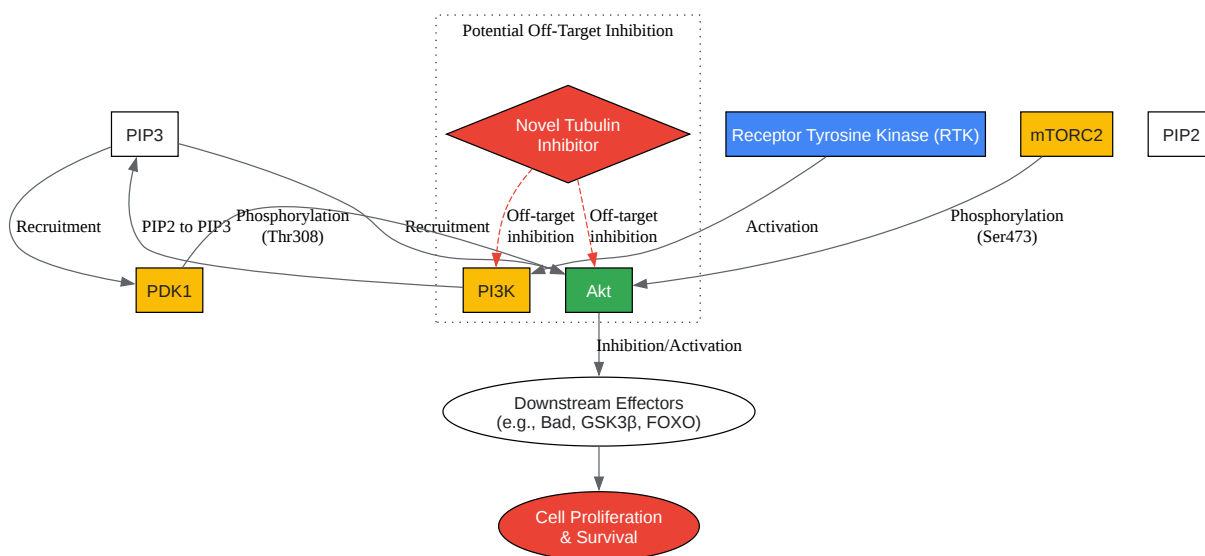 Potential Off-Target Inhibition
PIP3
Novel Tubulin
Inhibitor
Receptor Tyrosine Kinase (RTK)
mTORC2
PIP2
Recruitment
PIP2 to PIP3
Phosphorylation
(Thr308)
Recruitment
Off-target
inhibition
Off-target
inhibition
Activation
Phosphorylation
(Ser473)
PDK1
PI3K
Akt
Inhibition/Activation
Downstream Effectors
(e.g., Bad, GSK3β, FOXO)
Cell Proliferation
& Survival